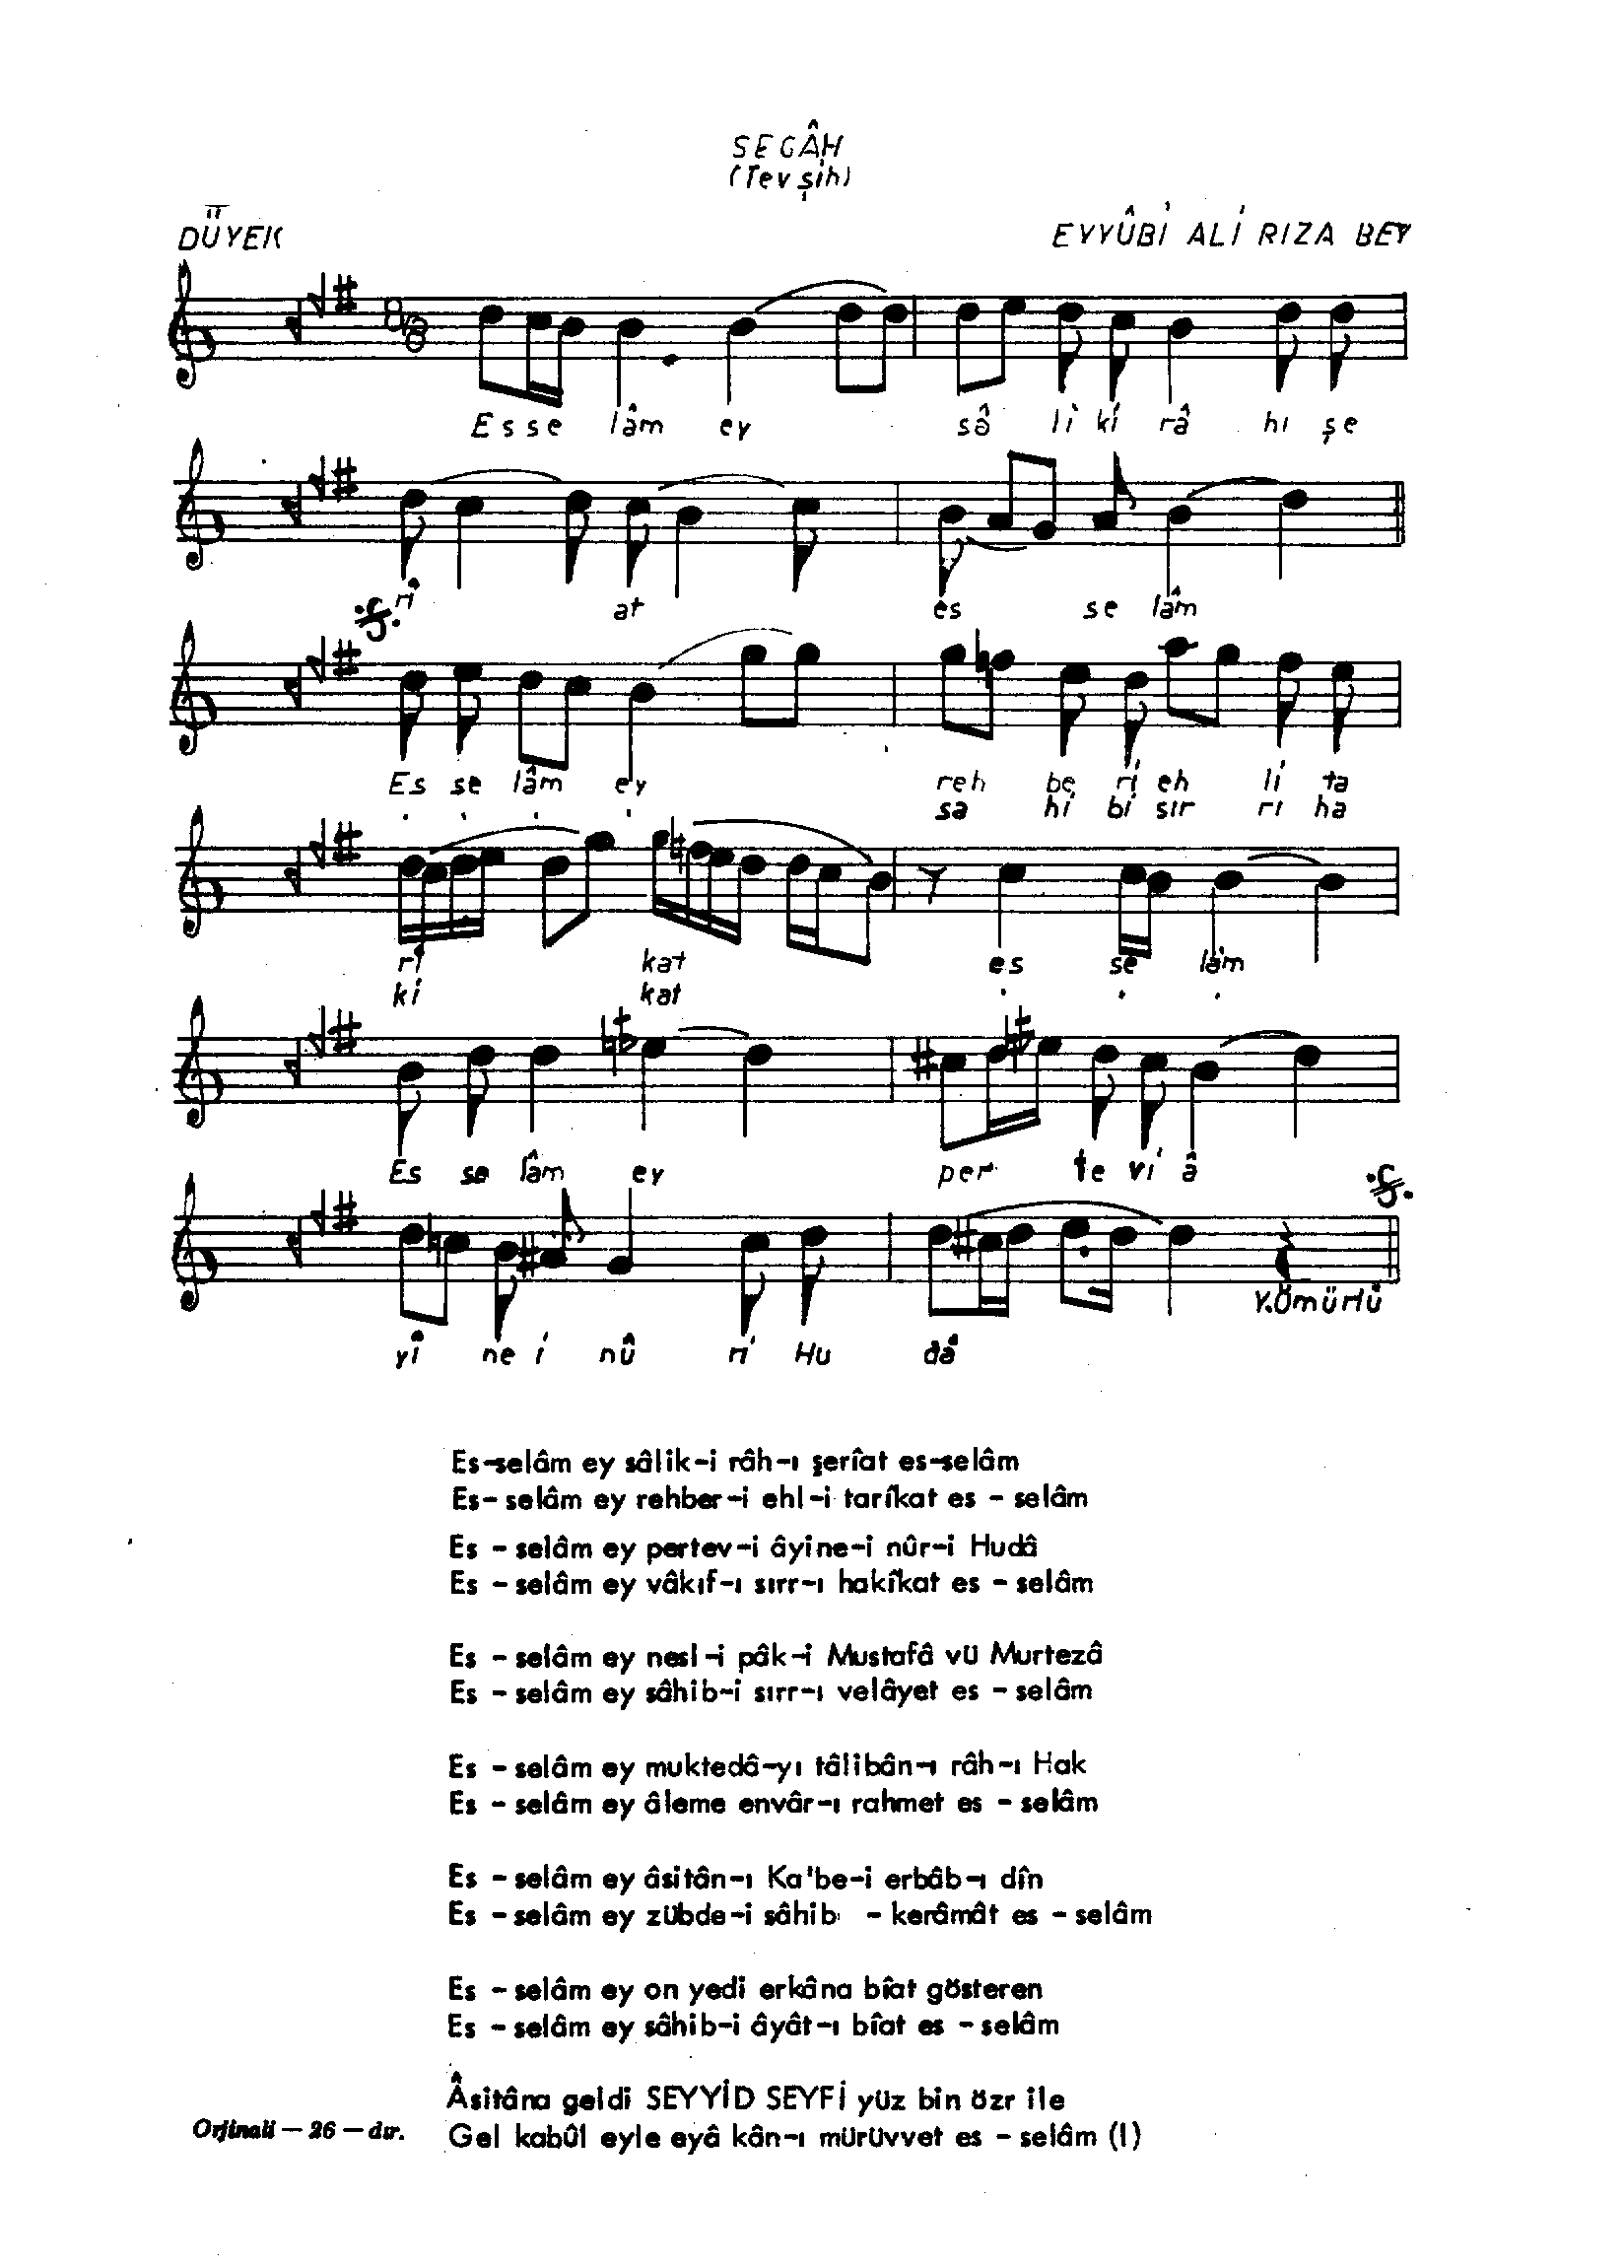 SEGÂH
(Tevşih)
DÜYEK
EYYÛBİ ALİ RIZA BEY
8
8
Es se lâm ey sâ li ki râ hı şe
rî at es se lâm
Es se lâm ey reh be ri eh li ta
sa hi bi sır rı ha
ri kat es se lâm
ki kat
Es se lâm ey per te vi â
Y.Ömürlü
yî ne i nû ri Hu dâ
Es-selâm ey sâlik-i râh-ı şerîat es-selâm
Es- selâm ey rehber-i ehl-i tarîkat es - selâm
Es - selâm ey pertev-i âyine-i nûr-i Hudâ
Es - selâm ey vâkıf-ı sırr-ı hakîkat es - selâm
Es - selâm ey nesl-i pâk-i Mustafâ vü Murtezâ
Es - selâm ey sâhib-i sırr-ı velâyet es - selâm
Es - selâm ey muktedâ-yı tâlibân-ı râh-ı Hak
Es - selâm ey âleme envâr-ı rahmet es - selâm
Es - selâm ey âsitân-ı Ka'be-i erbâb-ı dîn
Es - selâm ey zübde-i sâhib - kerâmât es - selâm
Es - selâm ey on yedi erkâna bîat gösteren
Es - selâm ey sâhib-i âyât-ı bîat es - selâm
Âsitâna geldi SEYYİD SEYFİ yüz bin özr ile
Orjinali — 26 — dır.
Gel kabûl eyle eyâ kân-ı mürüvvet es - selâm (I)